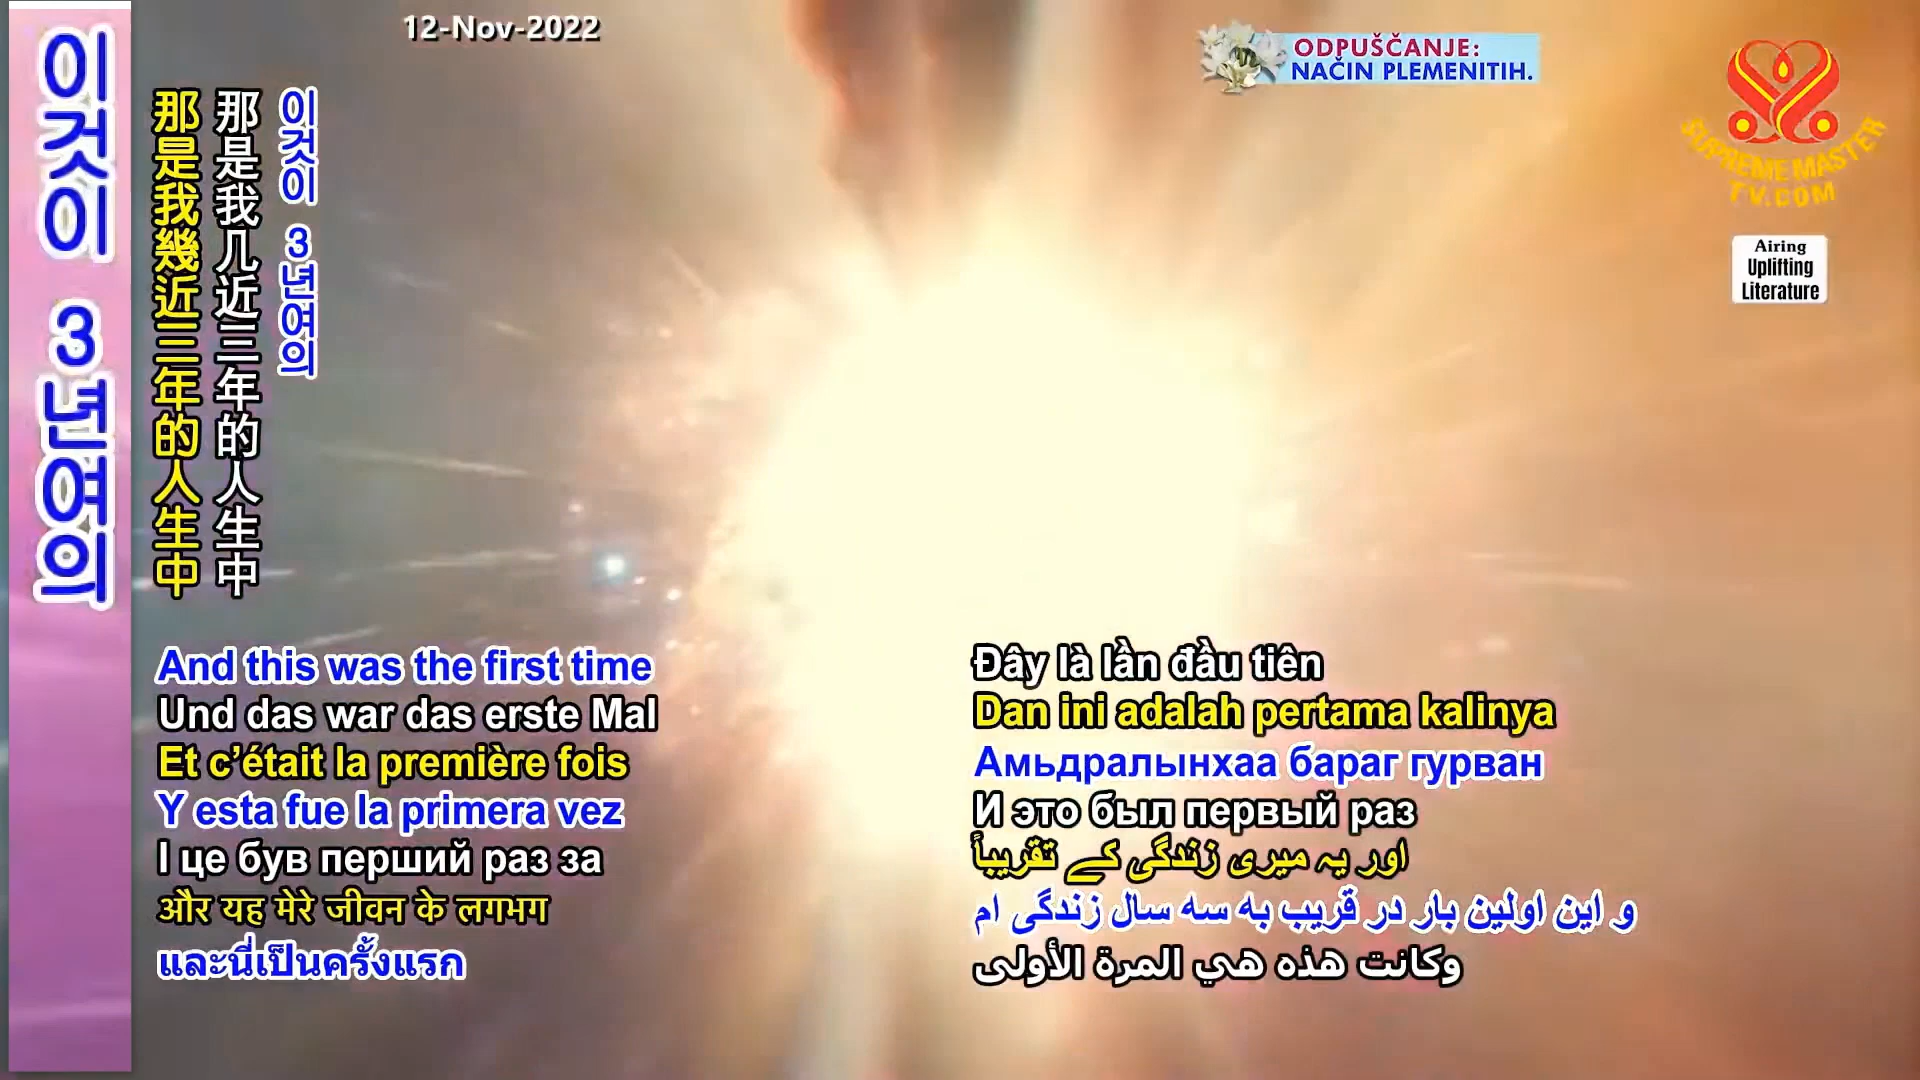 12-Nov-2022
ODPUŠČANJE:
NAČIN PLEMENITIH.
SUPREME MASTER
TV.COM
Airing
Uplifting
Literature
이것이 3년여의
那是我幾近三年的人生中
那是我几近三年的人生中
이것이 3년여의
And this was the first time
Und das war das erste Mal
Et c’était la première fois
Y esta fue la primera vez
І це був перший раз за
और यह मेरे जीवन के लगभग
และนี่เป็นครั้งแรก
Đây là lần đầu tiên
Dan ini adalah pertama kalinya
Амьдралынхаа бараг гурван
И это был первый раз
اور یہ میری زندگی کے تقریباً
و این اولین بار در قریب به سه سال زندگی ام
وكانت هذه هي المرة الأولى